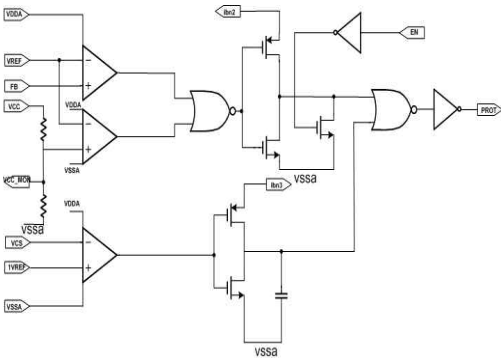 ibn2
VDDA
EN
VREF
FB
VCC
VDDA
PROT
VSSA
VCC_MON
vssa
Ibn3
vssa
VDDA
VCS
1VREF
VSSA
vssa